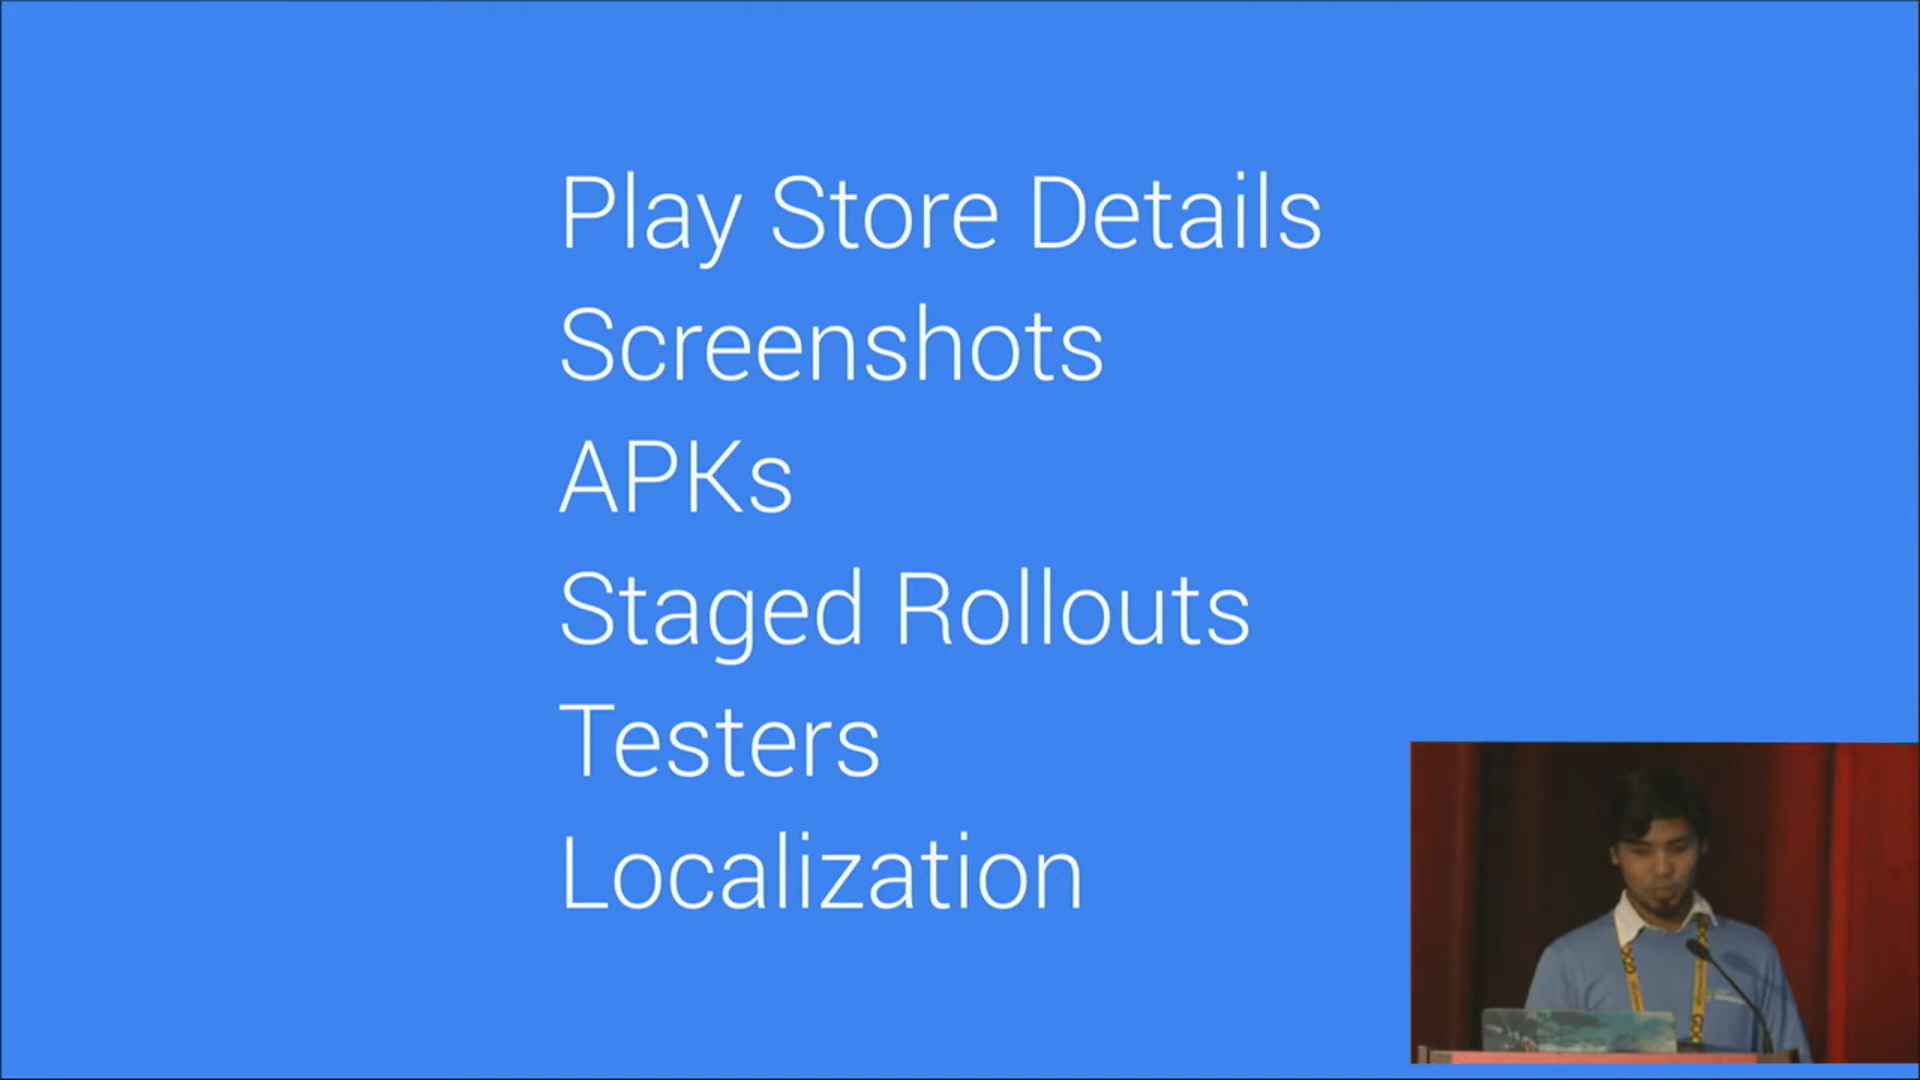 Play Store Details
Screenshots
APKs
Staged Rollouts
Testers
Localization